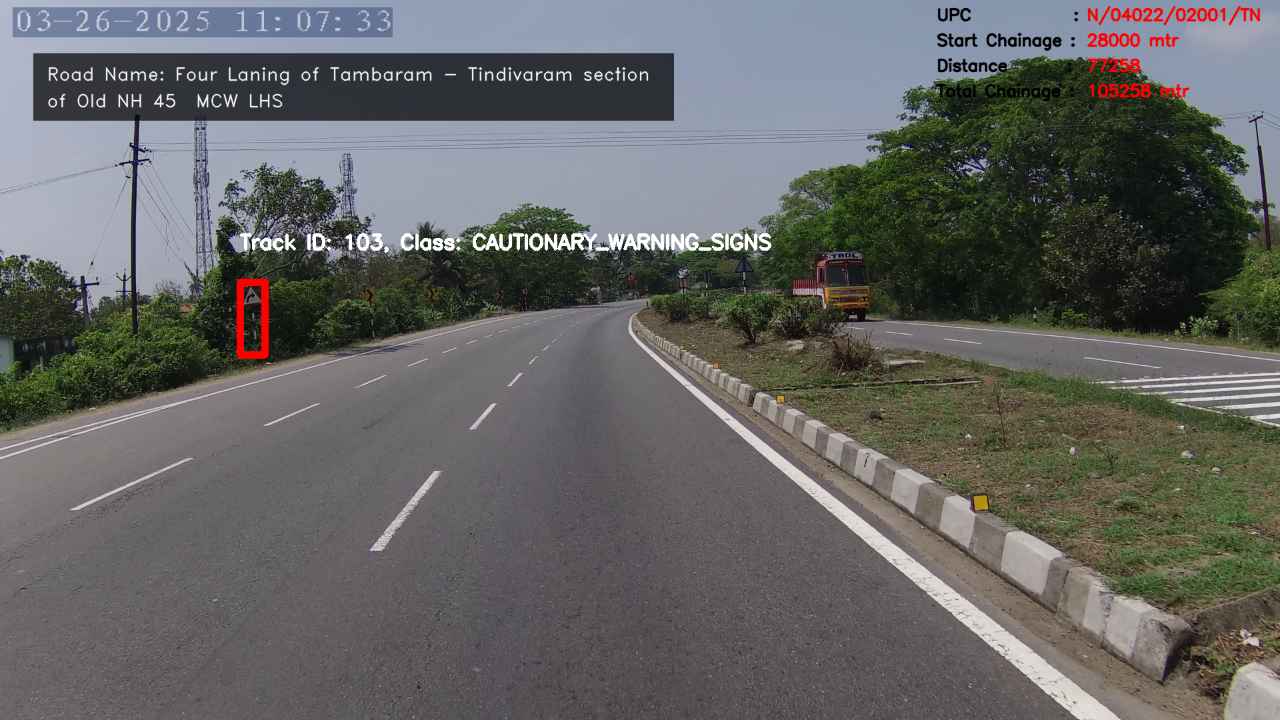 03-26-2025 11:07:33
UPC : N/04022/02001/TN
Start Chainage : 28000 mtr
Distance : 77258
Total Chainage : 105258 mtr
Road Name: Four Laning of Tambaram - Tindivaram section
of Old NH 45 MCW LHS
Track ID: 103, Class: CAUTIONARY_WARNING_SIGNS